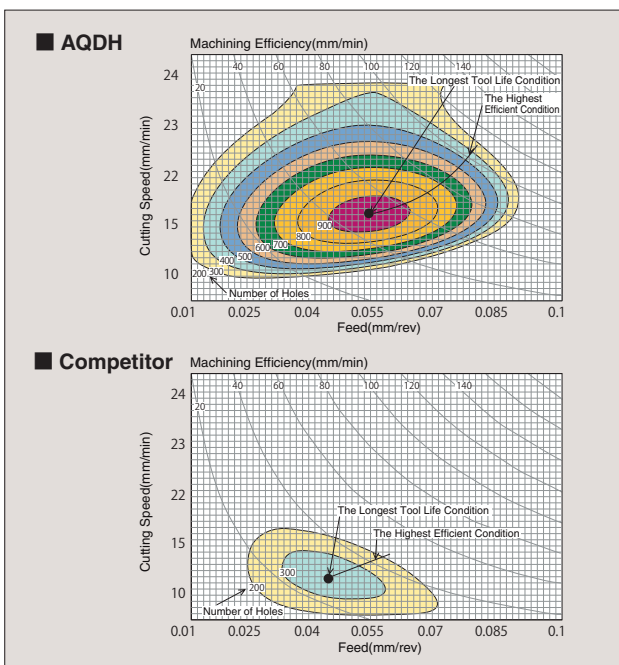 ■ AQDH
Machining Efficiency(mm/min)
20
40
60
80
100
120
140
The Longest Tool Life Condition
The Highest
Efficient Condition
Cutting Speed(mm/min)
24
23
22
15
10
900
800
700
600
500
400
300
200
Number of Holes
0.01 0.025 0.04 0.055 0.07 0.085 0.1
Feed(mm/rev)
■ Competitor
Machining Efficiency(mm/min)
20
40
60
80
100
120
140
Cutting Speed(mm/min)
24
23
22
15
10
The Longest Tool Life Condition
The Highest Efficient Condition
300
200
Number of Holes
0.01 0.025 0.04 0.055 0.07 0.085 0.1
Feed(mm/rev)